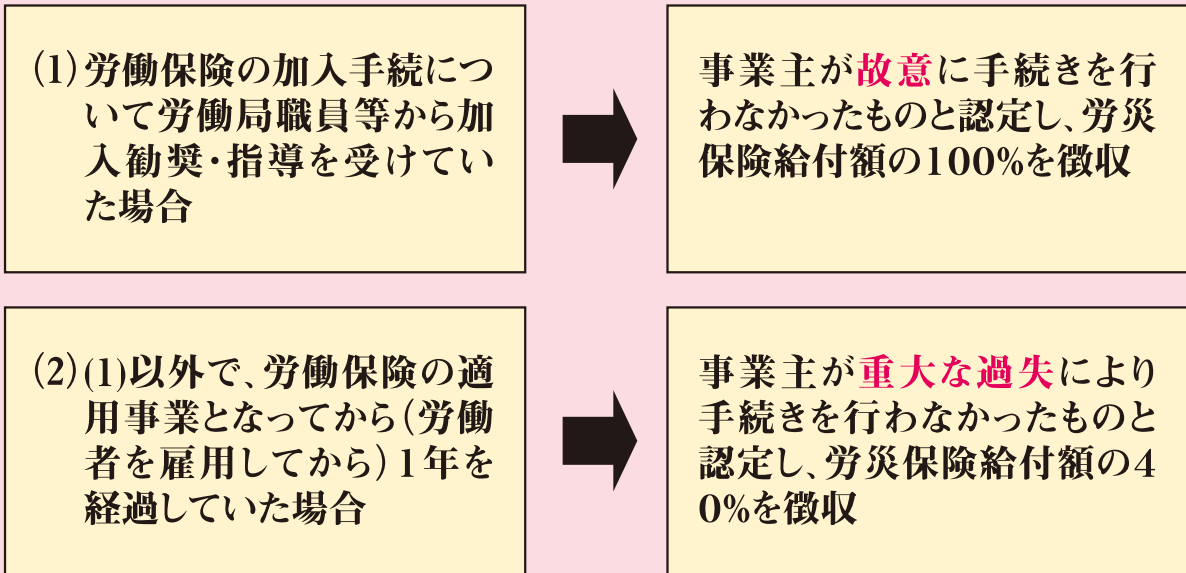 (1)労働保険の加入手続につ
いて労働局職員等から加
入勧奨・指導を受けてい
た場合
事業主が故意に手続きを行
わなかったものと認定し、労災
保険給付額の100%を徴収
(2)(1)以外で、労働保険の適
用事業となってから(労働
者を雇用してから)1年を
経過していた場合
事業主が重大な過失により
手続きを行わなかったものと
認定し、労災保険給付額の4
0%を徴収